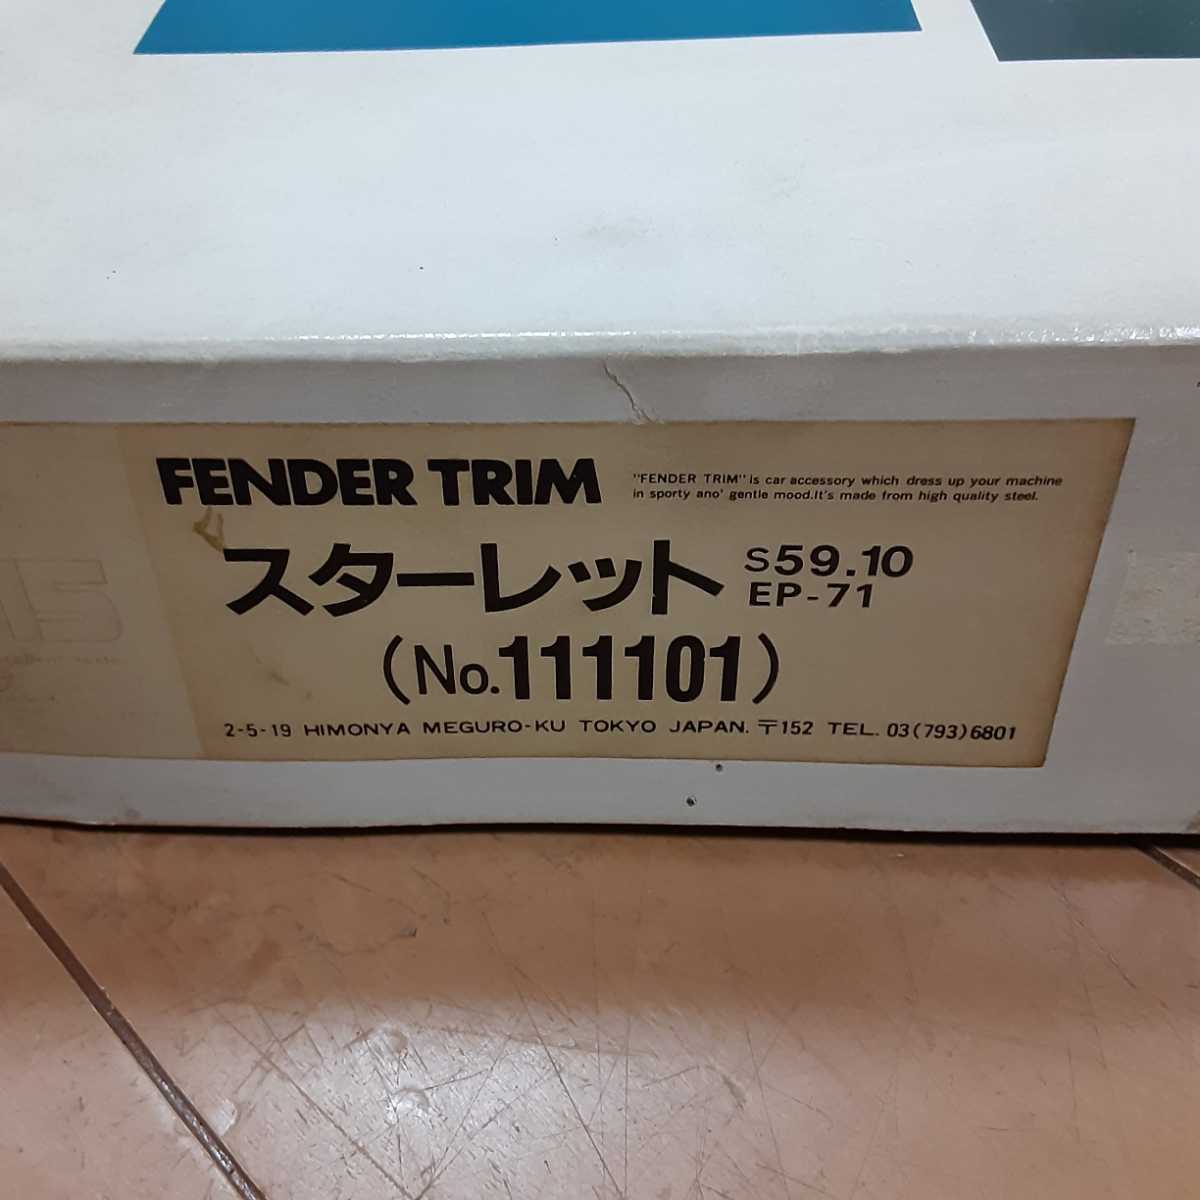 FENDER TRIM
"FENDER TRIM" is car accessory which dress up your machine
in sporty ano' gentle mood.It's made from high quality steel.
スターレット
S59.10
EP-71
(No.111101)
2-5-19 HIMONYA MEGURO-KU TOKYO JAPAN. 〒152 TEL. 03(793)6801